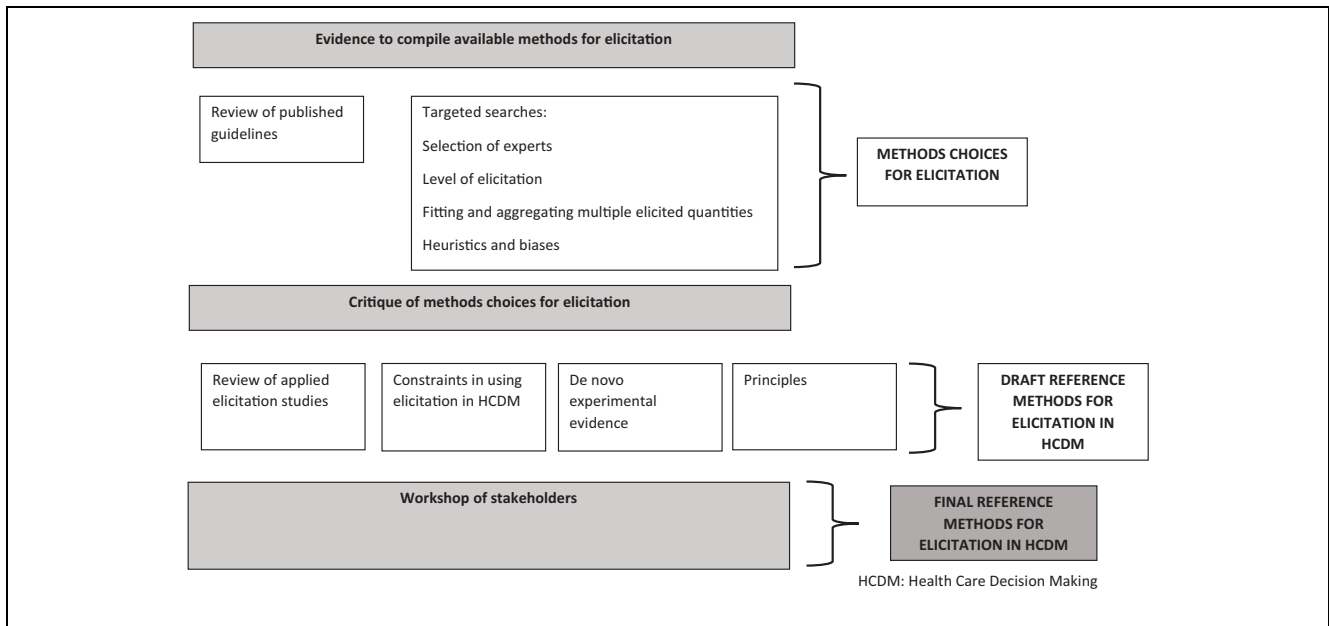 Evidence to compile available methods for elicitation
Review of published
guidelines
Targeted searches:
Selection of experts
Level of elicitation
Fitting and aggregating multiple elicited quantities
Heuristics and biases
METHODS CHOICES
FOR ELICITATION
Critique of methods choices for elicitation
Review of applied
elicitation studies
Constraints in using
elicitation in HCDM
De novo
experimental
evidence
Principles
DRAFT REFERENCE
METHODS FOR
ELICITATION IN
HCDM
Workshop of stakeholders
FINAL REFERENCE
METHODS FOR
ELICITATION IN HCDM
HCDM: Health Care Decision Making